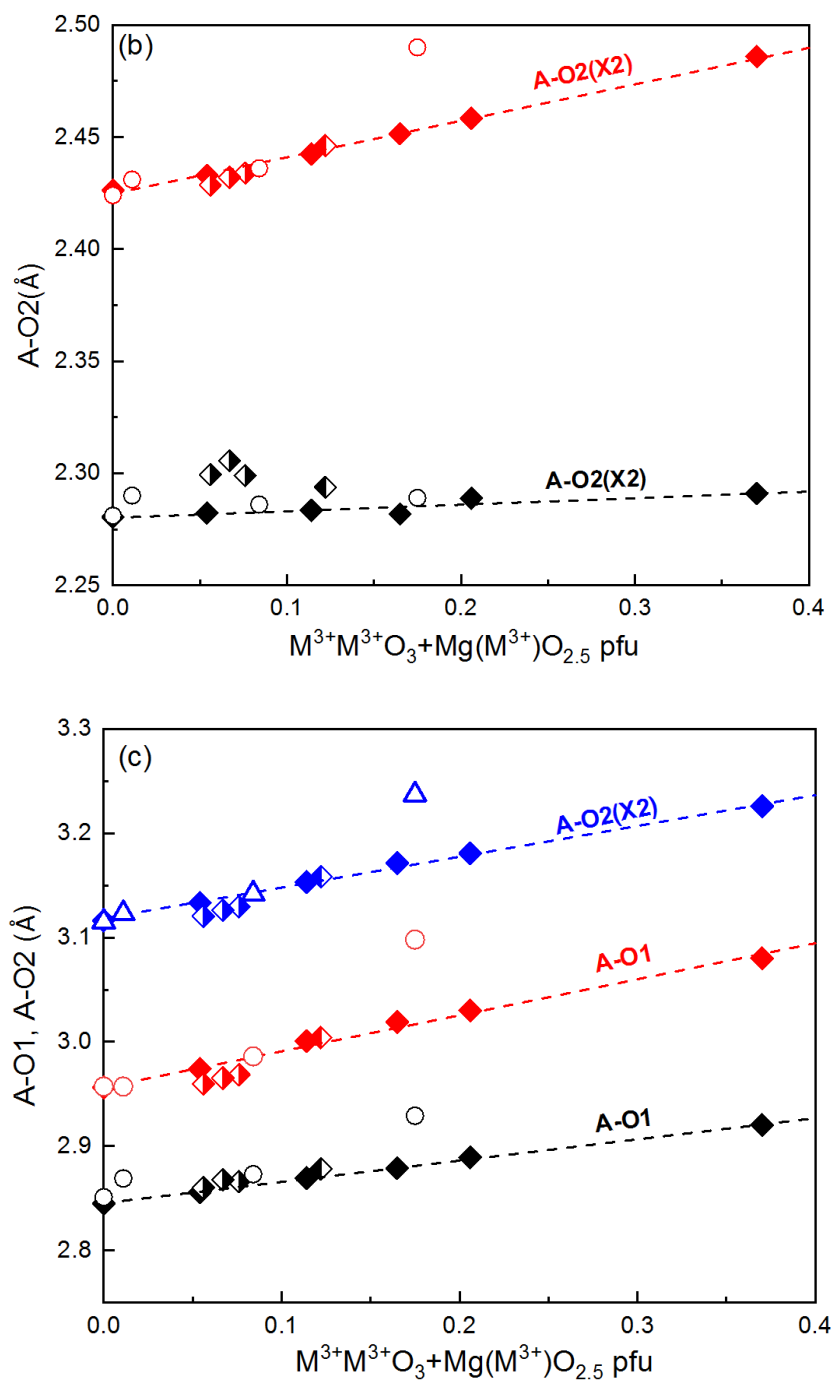 (b)
2.50
2.45
2.40
2.35
2.30
2.25
A-O2(Å)
A-O2(X2)
A-O2(X2)
0.0 0.1 0.2 0.3 0.4
M³⁺M³⁺O₃+Mg(M³⁺)O₂.₅ pfu
(c)
3.3
3.2
3.1
3.0
2.9
2.8
A-O1, A-O2 (Å)
A-O2(X2)
A-O1
A-O1
0.0 0.1 0.2 0.3 0.4
M³⁺M³⁺O₃+Mg(M³⁺)O₂.₅ pfu